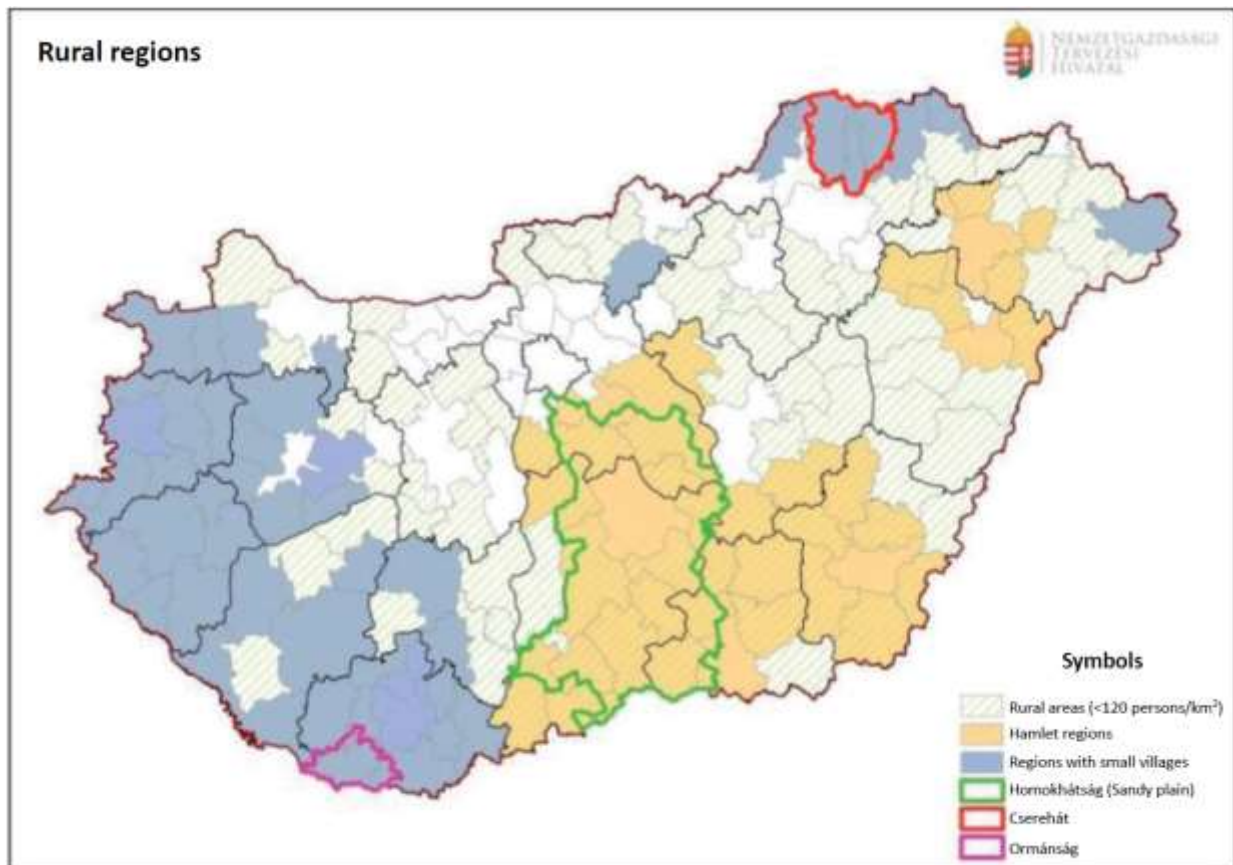 Rural regions
NEMZETGAZDASÁGI
TERVEZÉSI
HIVATAL
Symbols
Rural areas (<120 persons/km²)
Hamlet regions
Regions with small villages
Homokhátság (Sandy plain)
Cserehát
Ormánság